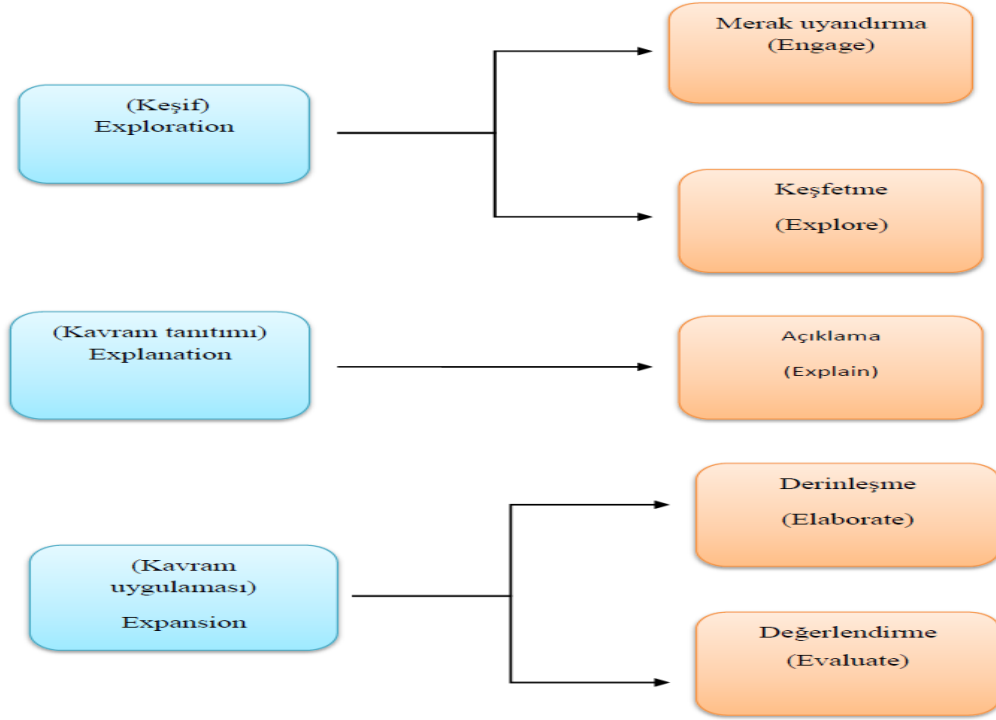 Merak uyandırma
(Engage)
(Keşif)
Exploration
Keşfetme
(Explore)
(Kavram tanıtımı)
Explanation
Açıklama
(Explain)
Derinleşme
(Elaborate)
(Kavram
uygulaması)
Expansion
Değerlendirme
(Evaluate)